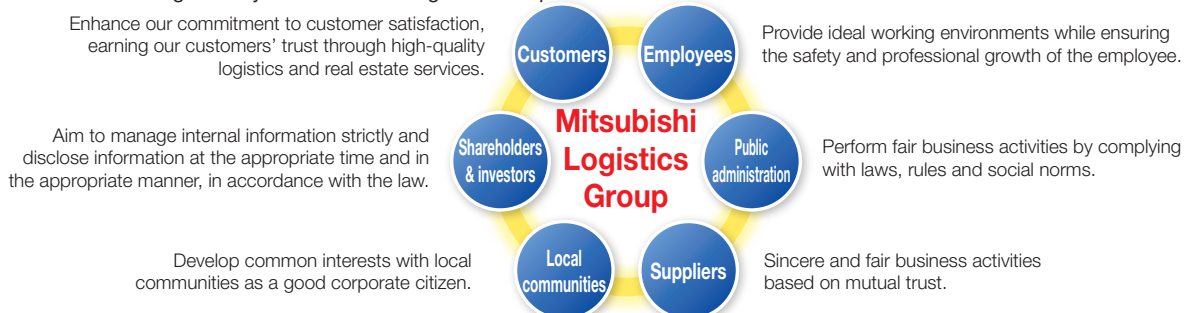 Enhance our commitment to customer satisfaction,
earning our customers’ trust through high-quality
logistics and real estate services.
Customers
Employees
Provide ideal working environments while ensuring
the safety and professional growth of the employee.
Aim to manage internal information strictly and
disclose information at the appropriate time and in
the appropriate manner, in accordance with the law.
Shareholders
& investors
Mitsubishi
Logistics
Group
Public
administration
Perform fair business activities by complying
with laws, rules and social norms.
Develop common interests with local
communities as a good corporate citizen.
Local
communities
Suppliers
Sincere and fair business activities
based on mutual trust.